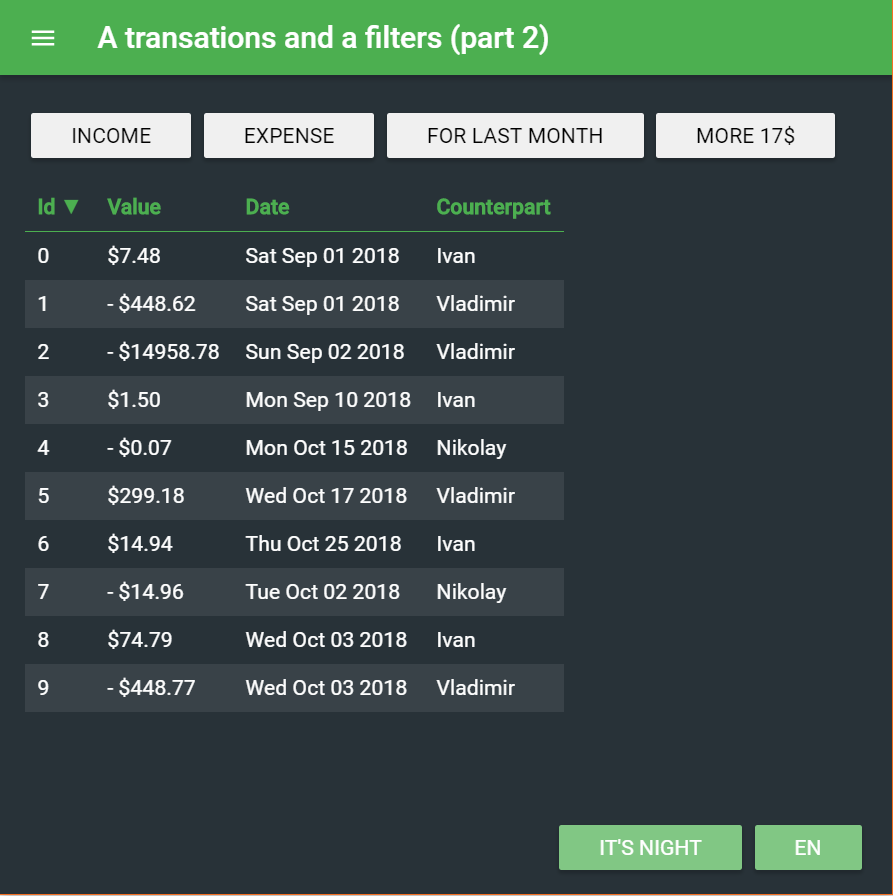 A transations and a filters (part 2)
INCOME EXPENSE FOR LAST MONTH MORE 17$
Id ▼ Value Date Counterpart
0 $7.48 Sat Sep 01 2018 Ivan
1 - $448.62 Sat Sep 01 2018 Vladimir
2 - $14958.78 Sun Sep 02 2018 Vladimir
3 $1.50 Mon Sep 10 2018 Ivan
4 - $0.07 Mon Oct 15 2018 Nikolay
5 $299.18 Wed Oct 17 2018 Vladimir
6 $14.94 Thu Oct 25 2018 Ivan
7 - $14.96 Tue Oct 02 2018 Nikolay
8 $74.79 Wed Oct 03 2018 Ivan
9 - $448.77 Wed Oct 03 2018 Vladimir
IT'S NIGHT EN